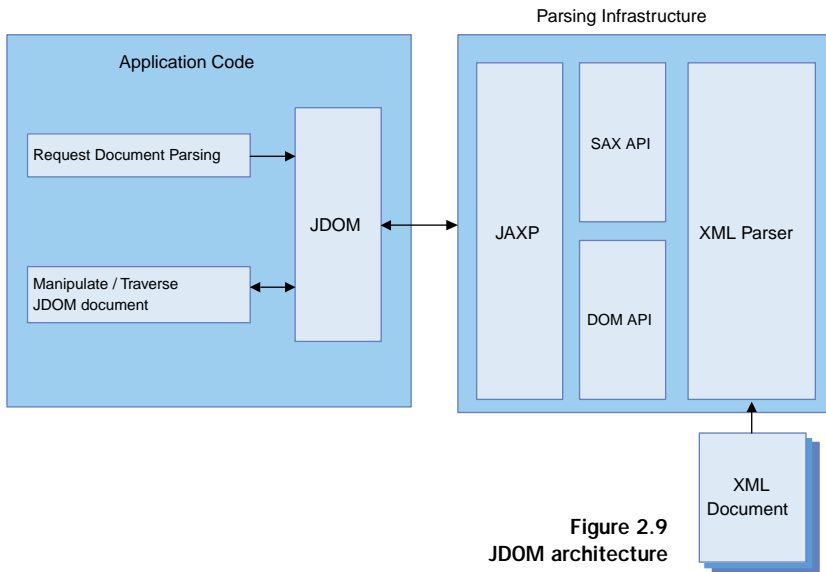 Parsing Infrastructure
Application Code
Request Document Parsing
JDOM
Manipulate / Traverse
JDOM document
JAXP
SAX API
DOM API
XML Parser
XML
Document
Figure 2.9
JDOM architecture